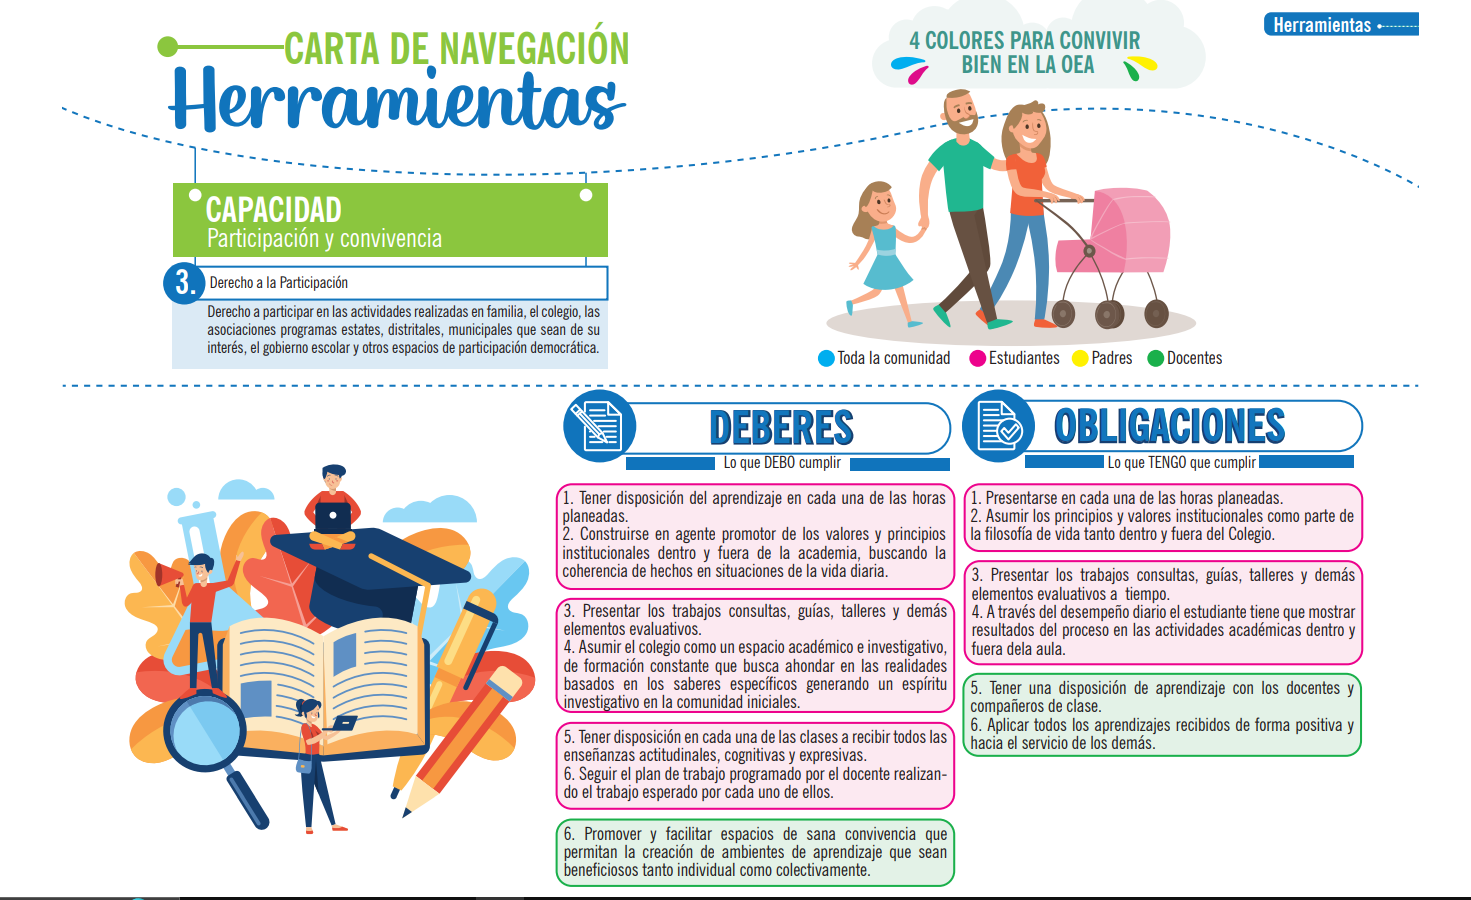 CARTA DE NAVEGACIÓN
Herramientas
4 COLORES PARA CONVIVIR
BIEN EN LA OEA
Herramientas
CAPACIDAD
Participación y convivencia
3.
Derecho a la Participación
Derecho a participar en las actividades realizadas en familia, el colegio, las
asociaciones programas estates, distritales, municipales que sean de su
interés, el gobierno escolar y otros espacios de participación democrática.
Toda la comunidad
Estudiantes
Padres
Docentes
DEBERES
Lo que DEBO cumplir
1. Tener disposición del aprendizaje en cada una de las horas
planeadas.
2. Construirse en agente promotor de los valores y principios
institucionales dentro y fuera de la academia, buscando la
coherencia de hechos en situaciones de la vida diaria.
3. Presentar los trabajos consultas, guías, talleres y demás
elementos evaluativos.
4. Asumir el colegio como un espacio académico e investigativo,
de formación constante que busca ahondar en las realidades
basados en los saberes específicos generando un espíritu
investigativo en la comunidad iniciales.
5. Tener disposición en cada una de las clases a recibir todos las
enseñanzas actitudinales, cognitivas y expresivas.
6. Seguir el plan de trabajo programado por el docente realizan-
do el trabajo esperado por cada uno de ellos.
6. Promover y facilitar espacios de sana convivencia que
permitan la creación de ambientes de aprendizaje que sean
beneficiosos tanto individual como colectivamente.
OBLIGACIONES
Lo que TENGO que cumplir
1. Presentarse en cada una de las horas planeadas.
2. Asumir los principios y valores institucionales como parte de
la filosofía de vida tanto dentro y fuera del Colegio.
3. Presentar los trabajos consultas, guías, talleres y demás
elementos evaluativos a tiempo.
4. A través del desempeño diario el estudiante tiene que mostrar
resultados del proceso en las actividades académicas dentro y
fuera dela aula.
5. Tener una disposición de aprendizaje con los docentes y
compañeros de clase.
6. Aplicar todos los aprendizajes recibidos de forma positiva y
hacia el servicio de los demás.